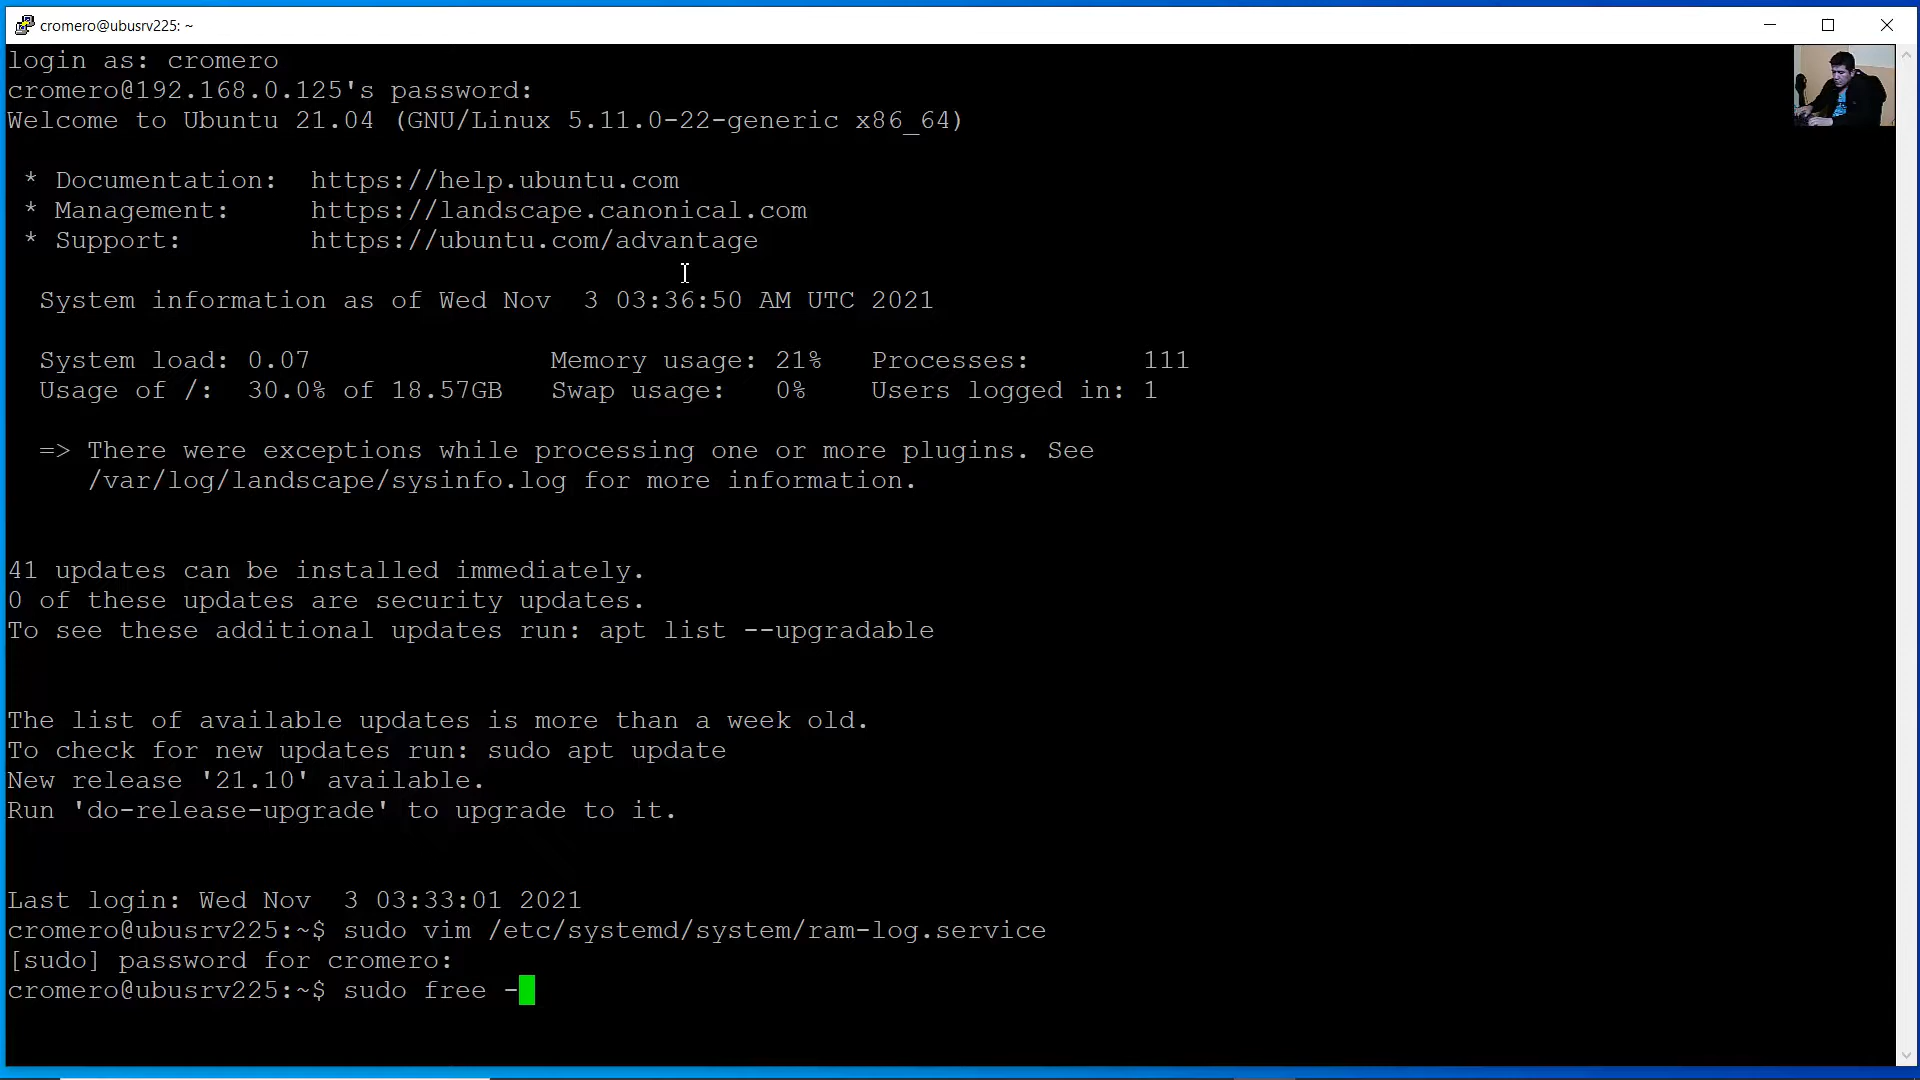 cromero@ubusrv225: ~
login as: cromero
cromero@192.168.0.125's password:
Welcome to Ubuntu 21.04 (GNU/Linux 5.11.0-22-generic x86_64)
* Documentation:  https://help.ubuntu.com
* Management:     https://landscape.canonical.com
* Support:        https://ubuntu.com/advantage
System information as of Wed Nov  3 03:36:50 AM UTC 2021
System load: 0.07               Memory usage: 21%   Processes:       111
Usage of /:  30.0% of 18.57GB   Swap usage:   0%    Users logged in: 1
=> There were exceptions while processing one or more plugins. See
/var/log/landscape/sysinfo.log for more information.
41 updates can be installed immediately.
0 of these updates are security updates.
To see these additional updates run: apt list --upgradable
The list of available updates is more than a week old.
To check for new updates run: sudo apt update
New release '21.10' available.
Run 'do-release-upgrade' to upgrade to it.
Last login: Wed Nov  3 03:33:01 2021
cromero@ubusrv225:~$ sudo vim /etc/systemd/system/ram-log.service
[sudo] password for cromero:
cromero@ubusrv225:~$ sudo free -